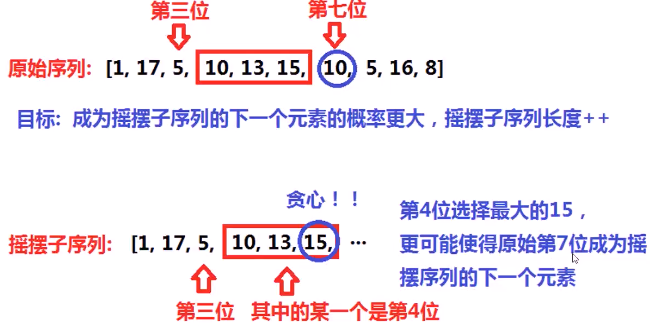 第三位 第七位
原始序列: [1, 17, 5, 10, 13, 15, 10, 5, 16, 8]
目标: 成为摇摆子序列的下一个元素的概率更大，摇摆子序列长度++
贪心！！
第4位选择最大的15，
更可能使得原始第7位成为摇
摆序列的下一个元素
摇摆子序列: [1, 17, 5, 10, 13, 15, ...
第三位 其中的某一个是第4位